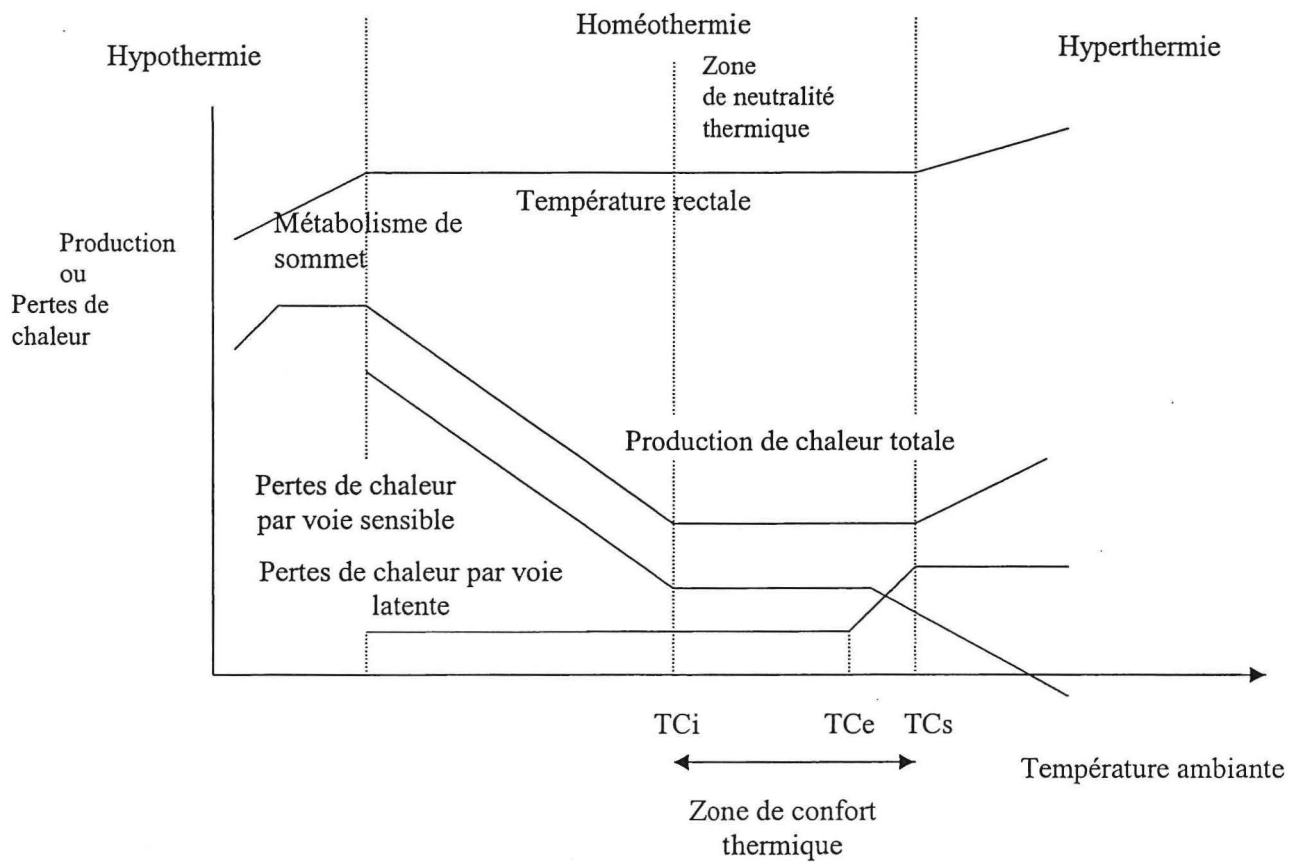 Homéothermie
Hypothermie
Hyperthermie
Zone
de neutralité
thermique
Température rectale
Métabolisme de
sommet
Production
ou
Pertes de
chaleur
Production de chaleur totale
Pertes de chaleur
par voie sensible
Pertes de chaleur par voie
latente
TCi
TCe
TCs
Température ambiante
Zone de confort
thermique